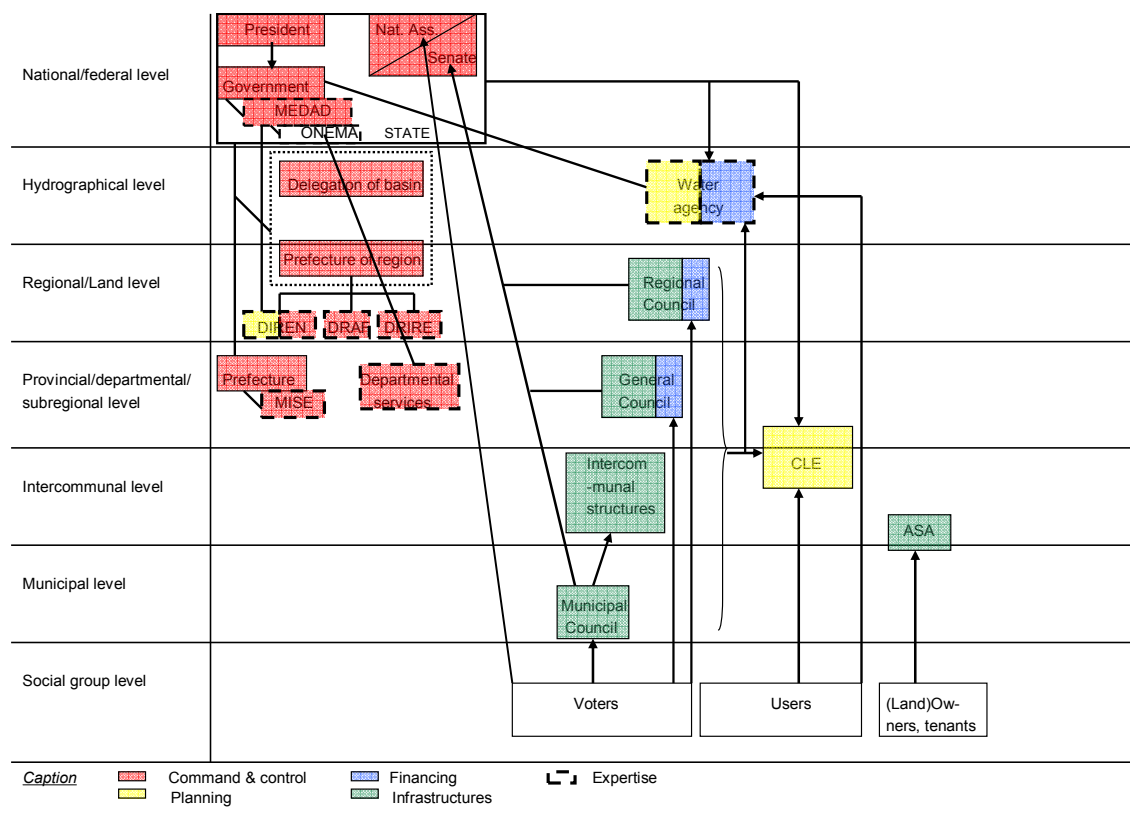 President
Nat. Ass
Senate
National/federal level
Government
MEDAD
ONEMA
STATE
Hydrographical level
Delegation of basin
Water
agency
Prefecture of region
Regional/Land level
Regional
Council
DIREN
DRAF
DRIRE
Provincial/departmental/
subregional level
Prefecture
MISE
Departmental
services
General
Council
Intercommunal level
Intercom
-munal
structures
CLE
ASA
Municipal level
Municipal
Council
Social group level
Voters
Users
(Land)Ow-
ners, tenants
Caption
Command & control
Financing
Expertise
Planning
Infrastructures